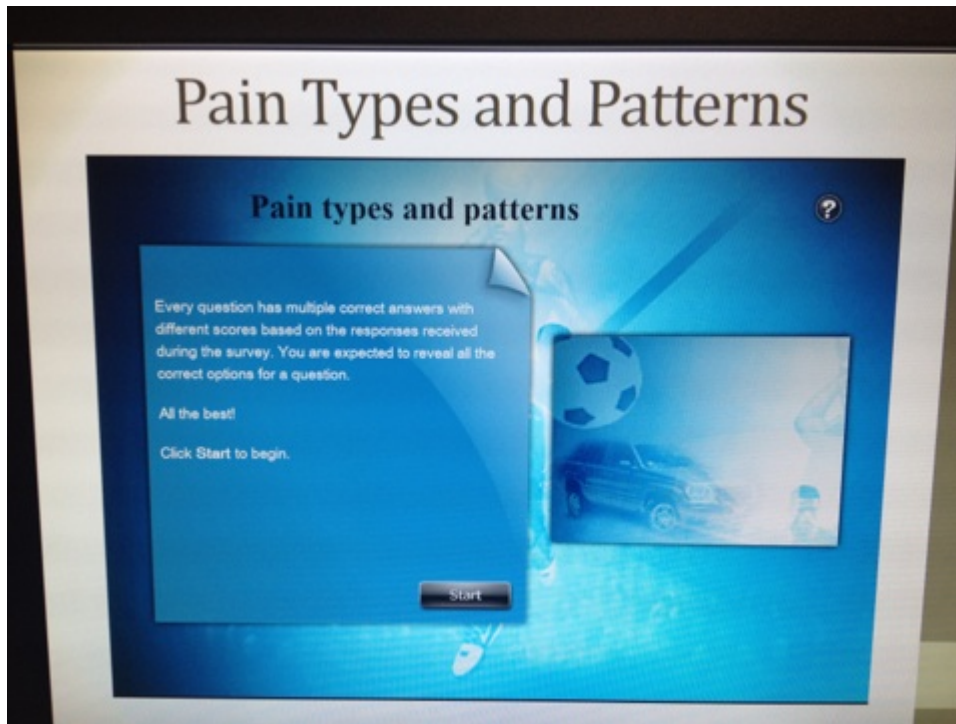 Pain Types and Patterns
Pain types and patterns
?
Every question has multiple correct answers with
different scores based on the responses received
during the survey. You are expected to reveal all the
correct options for a question.
All the best!
Click Start to begin.
Start